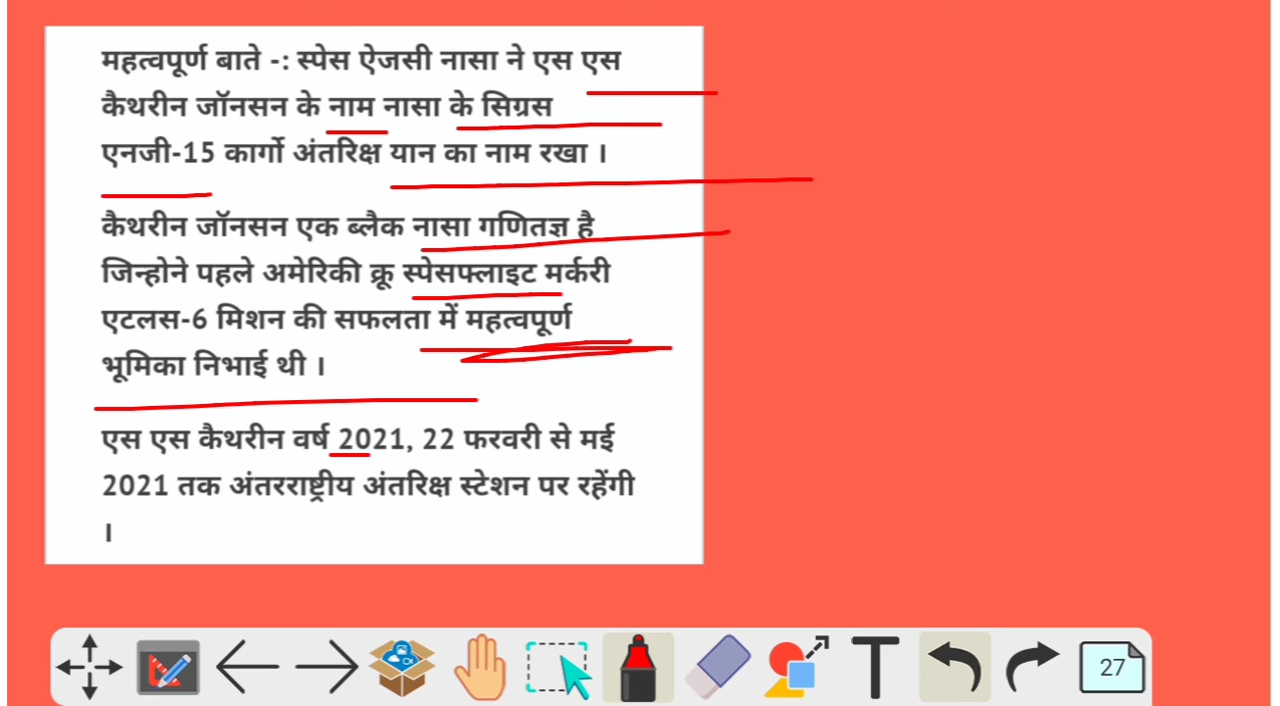 महत्वपूर्ण बाते -: स्पेस ऐजसी नासा ने एस एस
कैथरीन जॉनसन के नाम नासा के सिग्रस
एनजी-15 कार्गो अंतरिक्ष यान का नाम रखा ।
कैथरीन जॉनसन एक ब्लैक नासा गणितज्ञ है
जिन्होने पहले अमेरिकी क्रू स्पेसफ्लाइट मर्करी
एटलस-6 मिशन की सफलता में महत्वपूर्ण
भूमिका निभाई थी ।
एस एस कैथरीन वर्ष 2021, 22 फरवरी से मई
2021 तक अंतरराष्ट्रीय अंतरिक्ष स्टेशन पर रहेंगी
।
T
27